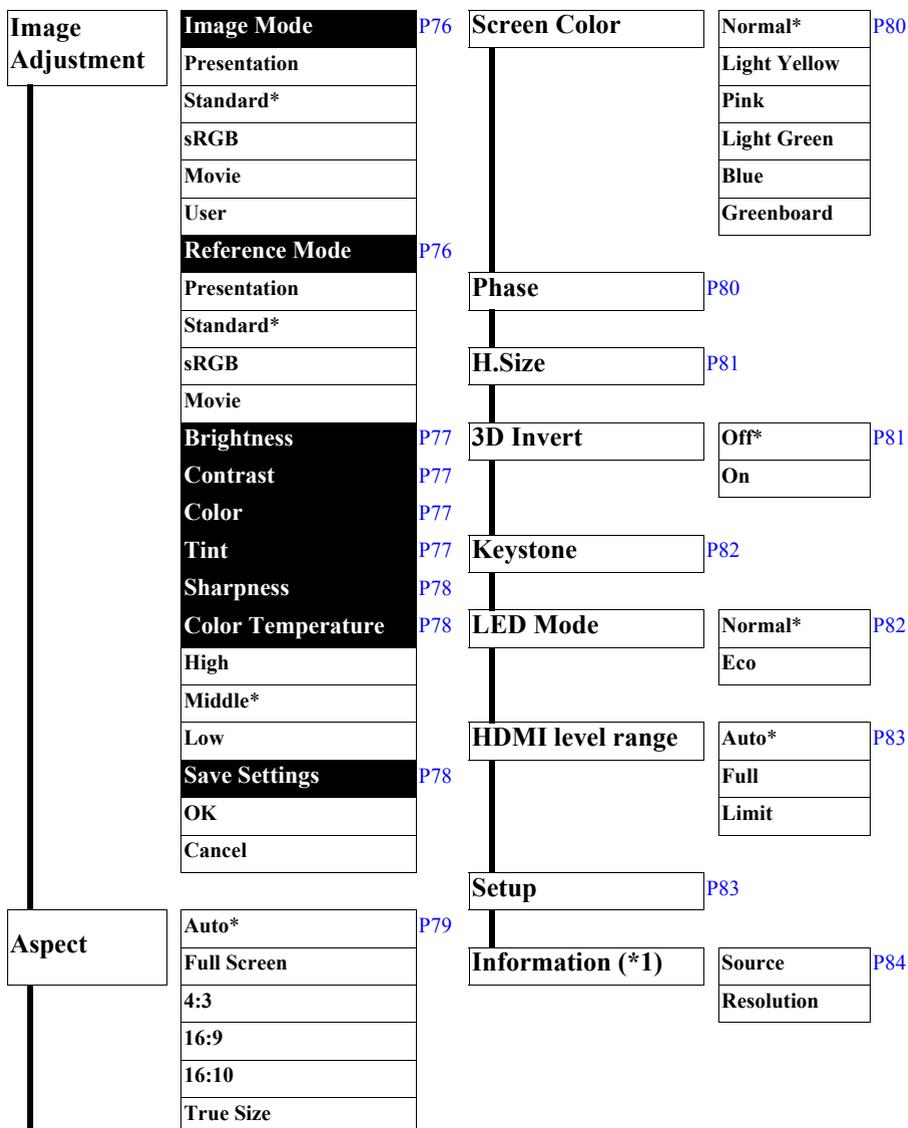 Image
Adjustment
Image Mode P76
Presentation
Standard*
sRGB
Movie
User
Reference Mode P76
Presentation
Standard*
sRGB
Movie
Brightness P77
Contrast P77
Color P77
Tint P77
Sharpness P78
Color Temperature P78
High
Middle*
Low
Save Settings P78
OK
Cancel
Aspect
Auto* P79
Full Screen
4:3
16:9
16:10
True Size
Screen Color
Normal* P80
Light Yellow
Pink
Light Green
Blue
Greenboard
Phase P80
H.Size P81
3D Invert
Off* P81
On
Keystone P82
LED Mode
Normal* P82
Eco
HDMI level range
Auto* P83
Full
Limit
Setup P83
Information (*1)
Source P84
Resolution